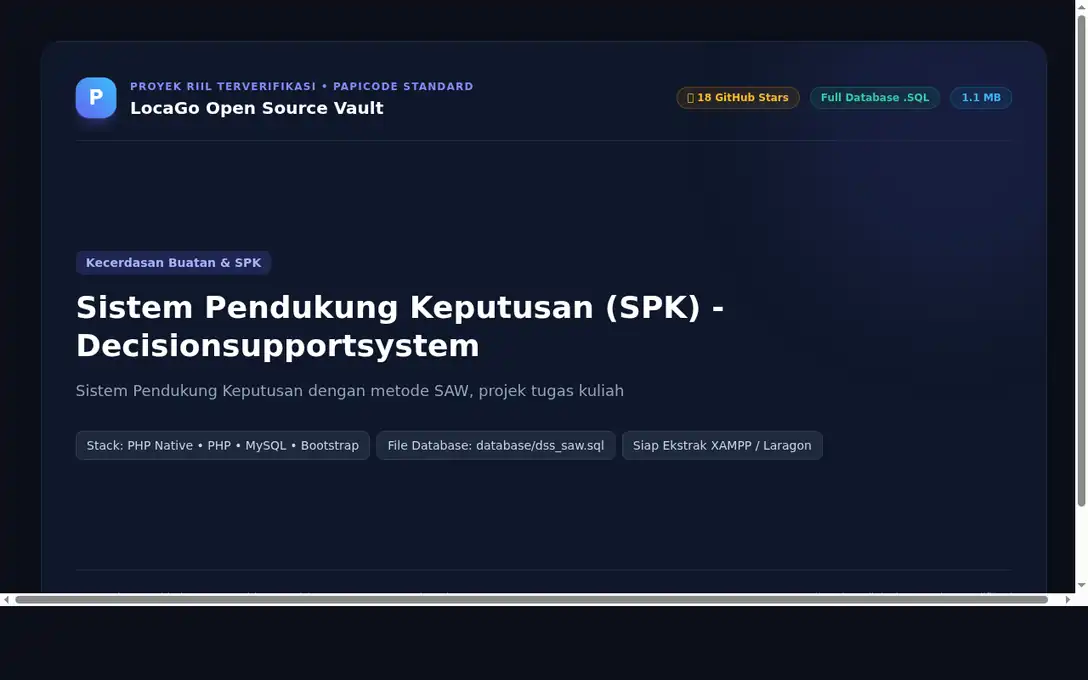 P
PROYEK RIIL TERVERIFIKASI • PAPICODE STANDARD
LocaGo Open Source Vault
18 GitHub Stars
Full Database .SQL
1.1 MB
Kecerdasan Buatan & SPK
Sistem Pendukung Keputusan (SPK) -
Decisionsupportsystem
Sistem Pendukung Keputusan dengan metode SAW, projek tugas kuliah
Stack: PHP Native • PHP • MySQL • Bootstrap
File Database: database/dss_saw.sql
Siap Ekstrak XAMPP / Laragon